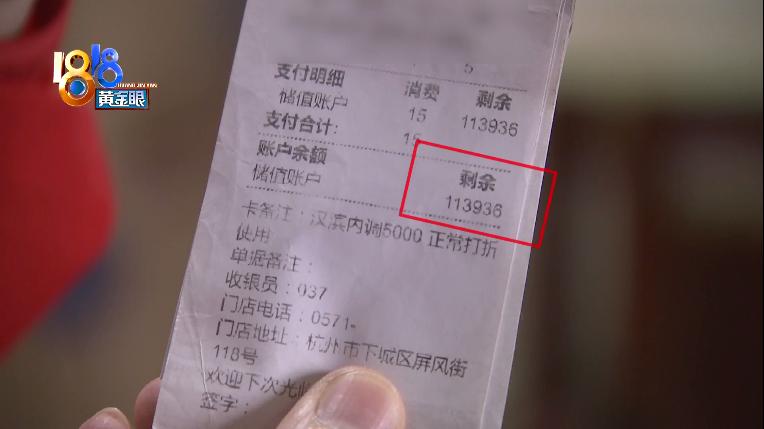 1818
HUANG JIN YAN
黄金眼
5
支付明细 消费 剩余
储值账户 15 113936
支付合计： 15
账户余额 剩余
储值账户 113936
卡备注：汉滨内调5000 正常打折
使用
单据备注：
收银员：037
门店电话：0571-
门店地址：杭州市下城区屏风街
118号
欢迎下次光临
签字：